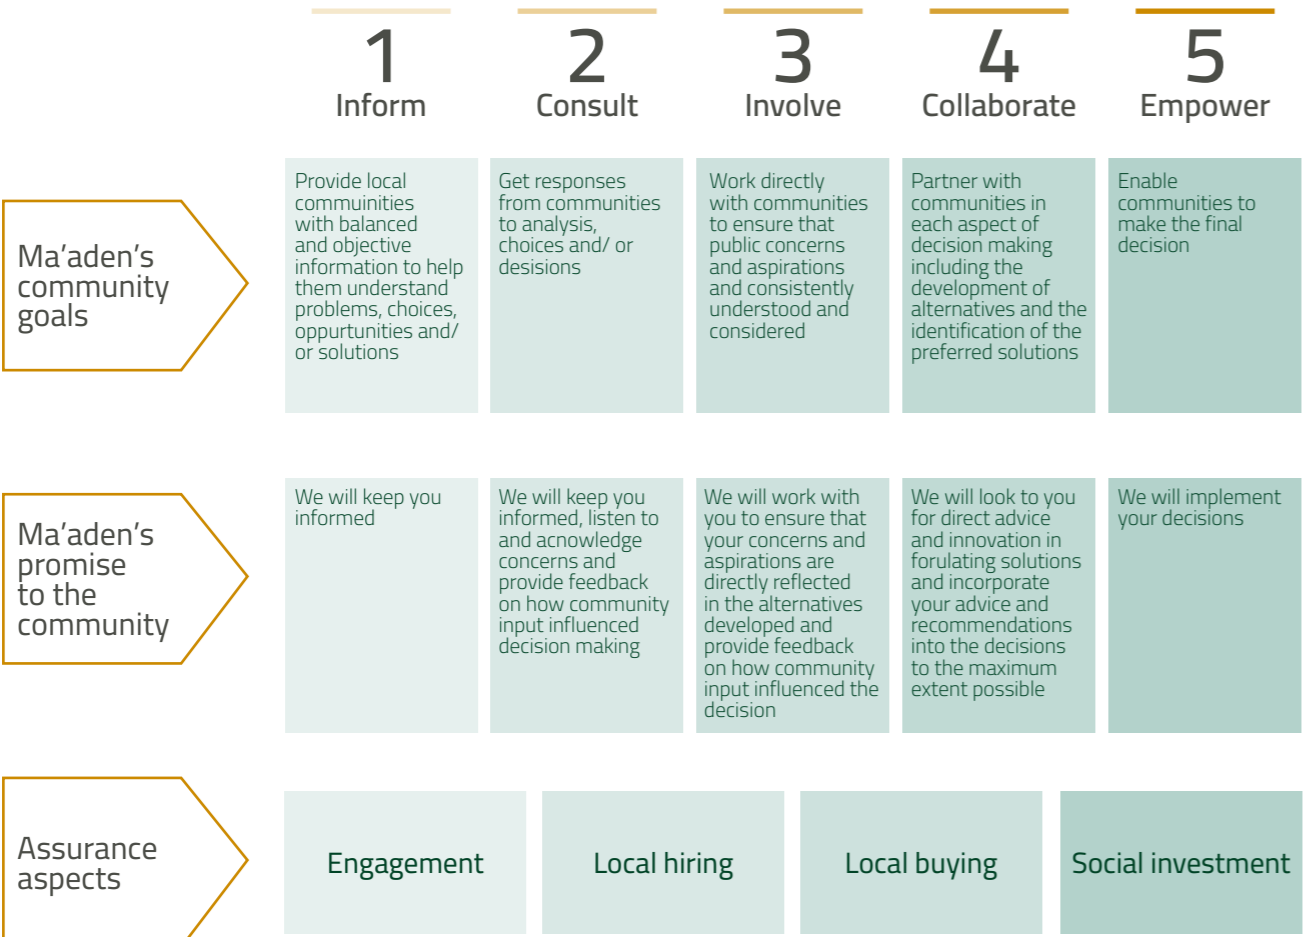 1
Inform
2
Consult
3
Involve
4
Collaborate
5
Empower
Ma'aden's
community
goals
Provide local
commuinities
with balanced
and objective
information to help
them understand
problems, choices,
oppurtunities and/
or solutions
Get responses
from communities
to analysis,
choices and/ or
desisions
Work directly
with communities
to ensure that
public concerns
and aspirations
and consistently
understood and
considered
Partner with
communities in
each aspect of
decision making
including the
development of
alternatives and the
identification of the
preferred solutions
Enable
communities to
make the final
decision
Ma'aden's
promise
to the
community
We will keep you
informed
We will keep you
informed, listen to
and acnowledge
concerns and
provide feedback
on how community
input influenced
decision making
We will work with
you to ensure that
your concerns and
aspirations are
directly reflected
in the alternatives
developed and
provide feedback
on how community
input influenced the
decision
We will look to you
for direct advice
and innovation in
forulating solutions
and incorporate
your advice and
recommendations
into the decisions
to the maximum
extent possible
We will implement
your decisions
Assurance
aspects
Engagement
Local hiring
Local buying
Social investment